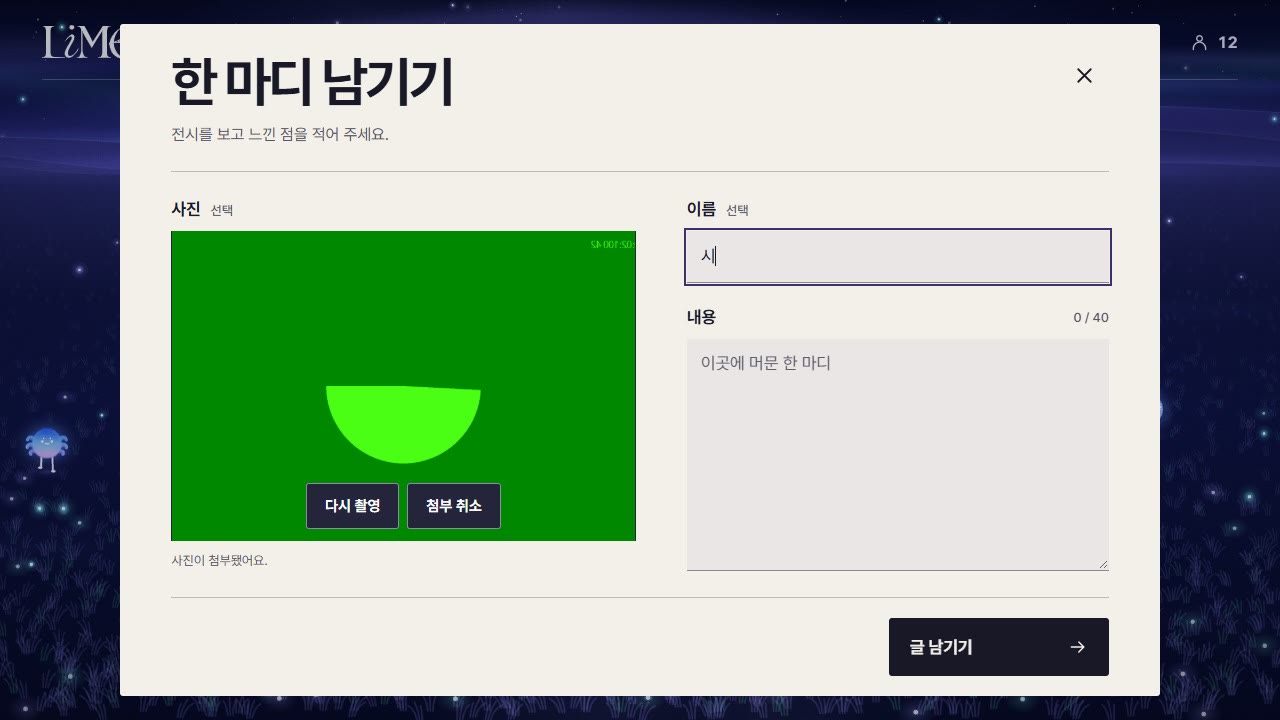 LiMe
12
한 마디 남기기
전시를 보고 느낀 점을 적어 주세요.
사진 선택
다시 촬영
첨부 취소
사진이 첨부됐어요.
이름 선택
시
내용
0 / 40
이곳에 머문 한 마디
글 남기기